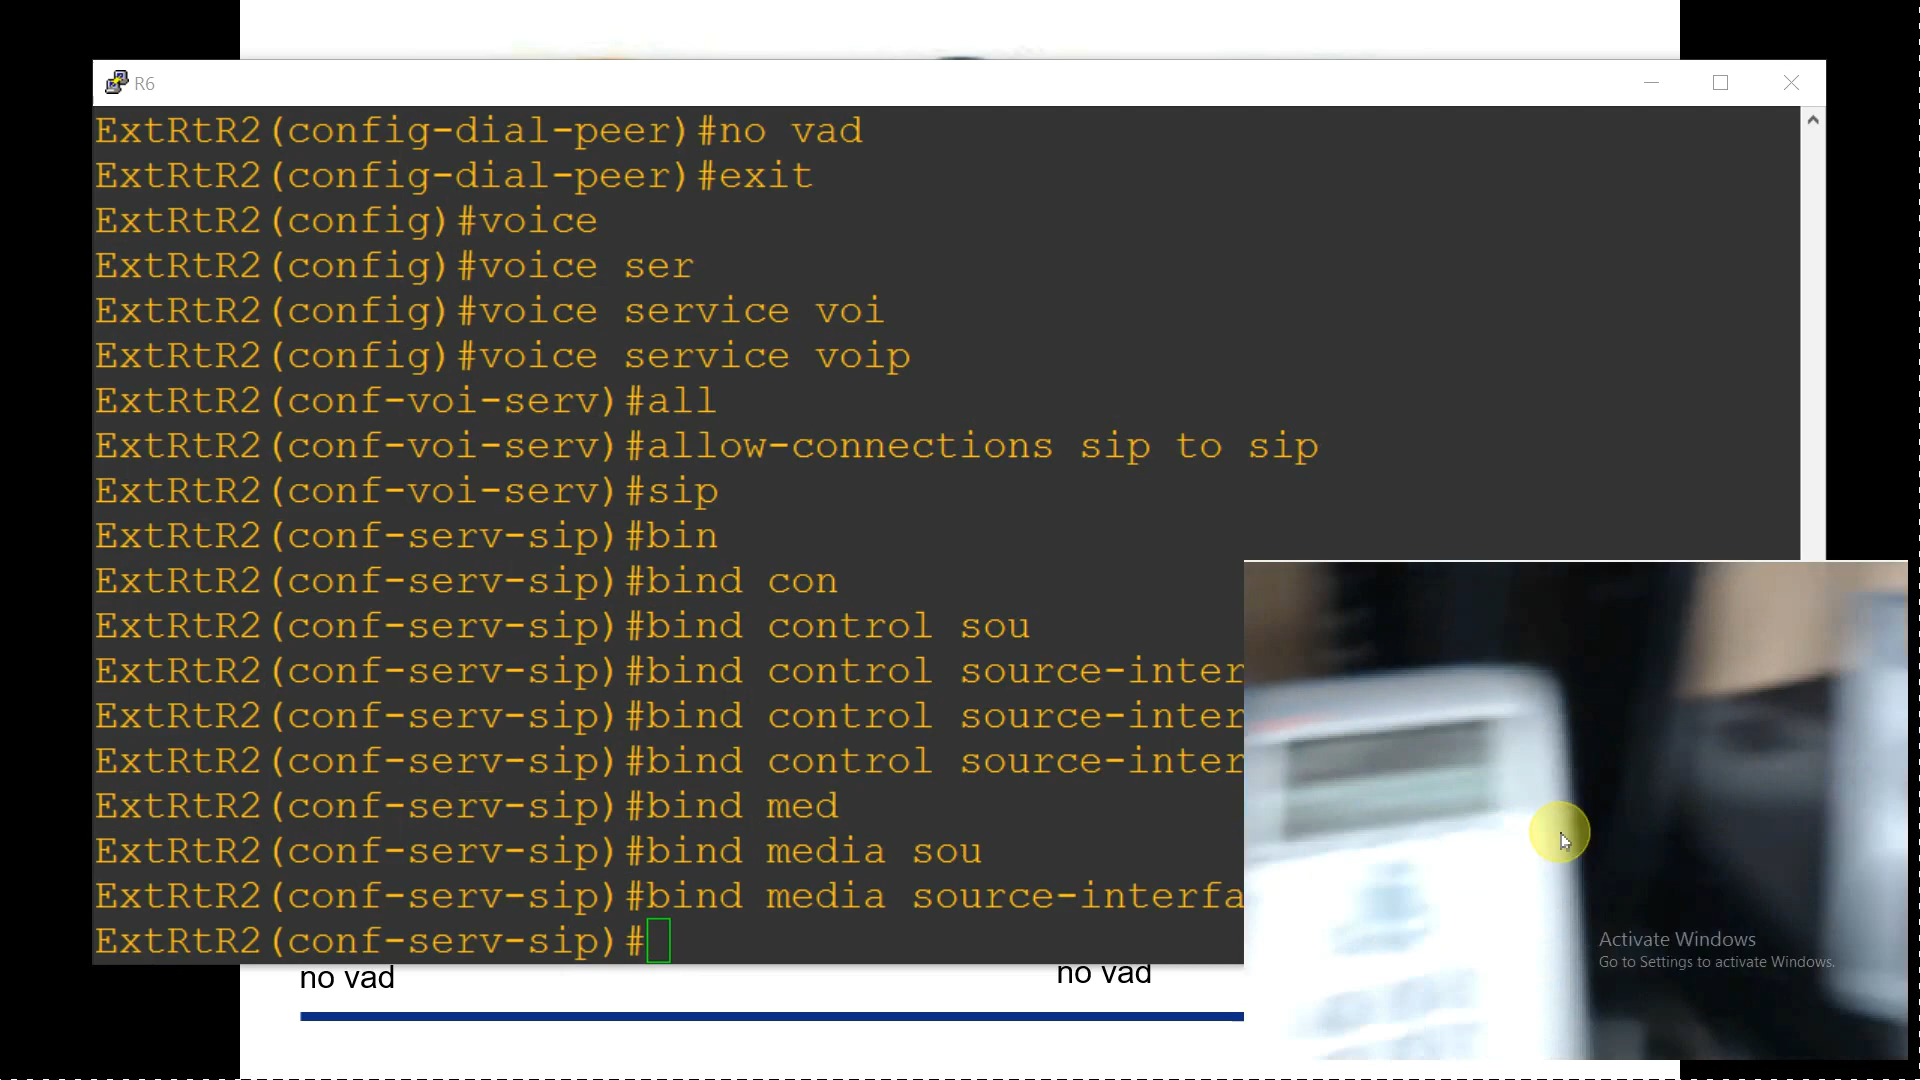 R6
ExtRtR2(config-dial-peer)#no vad
ExtRtR2(config-dial-peer)#exit
ExtRtR2(config)#voice
ExtRtR2(config)#voice ser
ExtRtR2(config)#voice service voi
ExtRtR2(config)#voice service voip
ExtRtR2(conf-voi-serv)#all
ExtRtR2(conf-voi-serv)#allow-connections sip to sip
ExtRtR2(conf-voi-serv)#sip
ExtRtR2(conf-serv-sip)#bin
ExtRtR2(conf-serv-sip)#bind con
ExtRtR2(conf-serv-sip)#bind control sou
ExtRtR2(conf-serv-sip)#bind control source-inter
ExtRtR2(conf-serv-sip)#bind control source-inter
ExtRtR2(conf-serv-sip)#bind control source-inter
ExtRtR2(conf-serv-sip)#bind med
ExtRtR2(conf-serv-sip)#bind media sou
ExtRtR2(conf-serv-sip)#bind media source-interfa
ExtRtR2(conf-serv-sip)#
no vad
no vad
Activate Windows
Go to Settings to activate Windows.